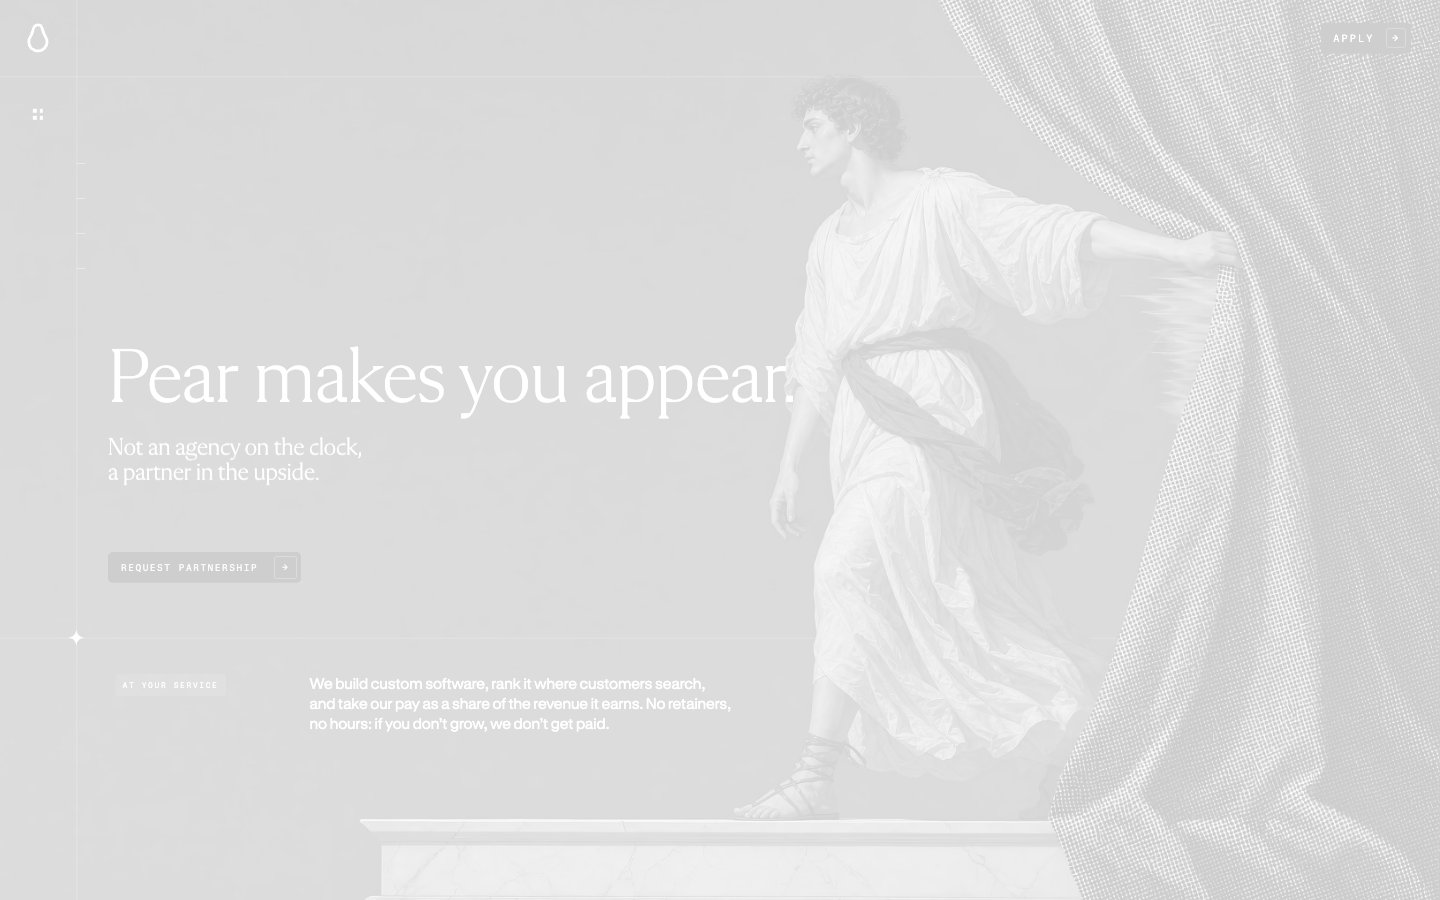 APPLY
Pear makes you appear.
Not an agency on the clock,
a partner in the upside.
REQUEST PARTNERSHIP
AT YOUR SERVICE
We build custom software, rank it where customers search,
and take our pay as a share of the revenue it earns. No retainers,
no hours: if you don't grow, we don't get paid.